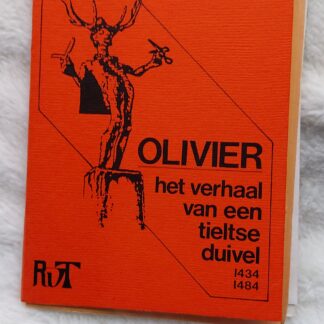 OLIVIER
het verhaal
van een
tieltse
duivel
1434
1484
RVT